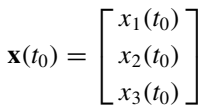 x(t₀) = [ x₁(t₀)
x₂(t₀)
x₃(t₀) ]